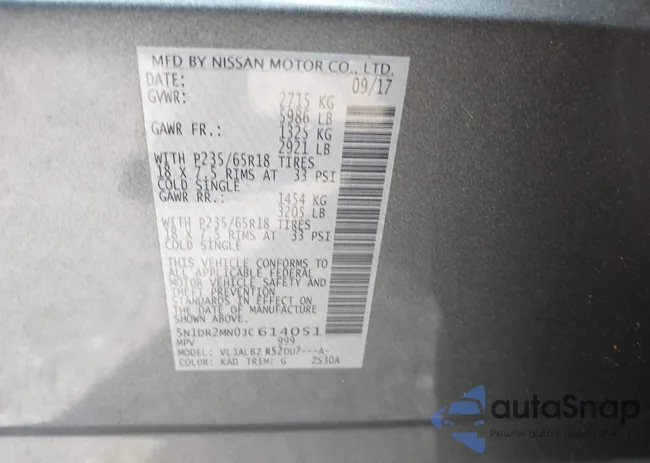 MFD BY NISSAN MOTOR CO., LTD.
DATE: 09/17
GVWR: 2715 KG
5986 LB
GAWR FR.: 1325 KG
2921 LB
WITH P235/65R18 TIRES
18 X 7.5 RIMS AT 33 PSI
COLD SINGLE
GAWR RR.: 1454 KG
3205 LB
WITH P235/65R18 TIRES
18 X 7.5 RIMS AT 33 PSI
COLD SINGLE
THIS VEHICLE CONFORMS TO
ALL APPLICABLE FEDERAL
MOTOR VEHICLE SAFETY AND
THEFT PREVENTION
STANDARDS IN EFFECT ON
THE DATE OF MANUFACTURE
SHOWN ABOVE.
5N1DR2MN0JC614051
MPV 999
MODEL: VLJALBZ R520U7---A-
COLOR: KAD TRIM: G ZS30A
autoSnap
Pewne auto z